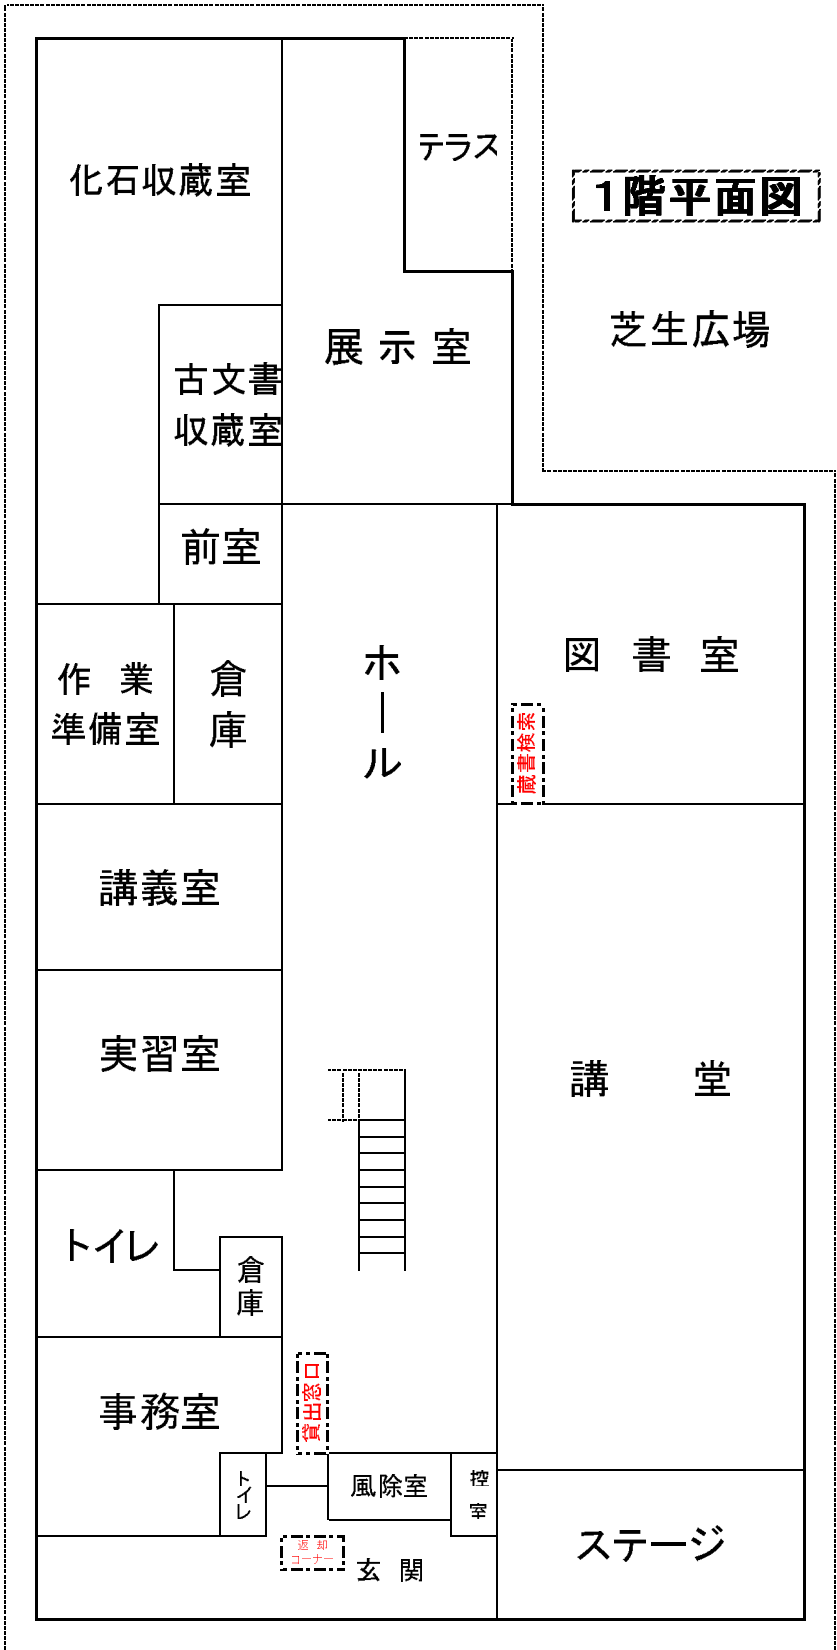 テラス
化石収蔵室
１階平面図
芝生広場
展示室
古文書
収蔵室
前室
ホール
図書室
作業
準備室
倉庫
蔵書検索
講義室
実習室
講堂
トイレ
倉庫
貸出窓口
事務室
トイレ
風除室
控室
ステージ
返却
コーナー
玄関